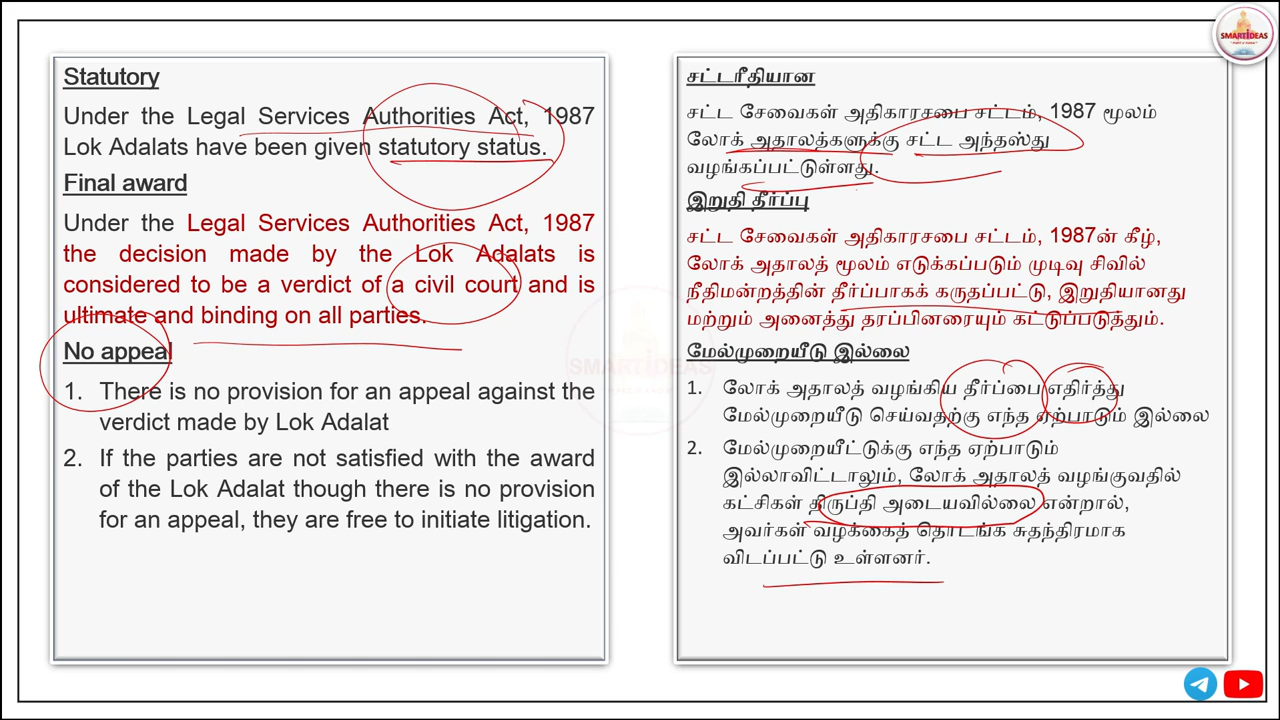 SMARTIDEAS
Statutory
Under the Legal Services Authorities Act, 1987
Lok Adalats have been given statutory status.
Final award
Under the Legal Services Authorities Act, 1987
the decision made by the Lok Adalats is
considered to be a verdict of a civil court and is
ultimate and binding on all parties.
No appeal
1. There is no provision for an appeal against the
verdict made by Lok Adalat
2. If the parties are not satisfied with the award
of the Lok Adalat though there is no provision
for an appeal, they are free to initiate litigation.
சட்டரீதியான
சட்ட சேவைகள் அதிகாரசபை சட்டம், 1987 மூலம்
லோக் அதாலத்களுக்கு சட்ட அந்தஸ்து
வழங்கப்பட்டுள்ளது.
இறுதி தீர்ப்பு
சட்ட சேவைகள் அதிகாரசபை சட்டம், 1987ன் கீழ்,
லோக் அதாலத் மூலம் எடுக்கப்படும் முடிவு சிவில்
நீதிமன்றத்தின் தீர்ப்பாகக் கருதப்பட்டு, இறுதியானது
மற்றும் அனைத்து தரப்பினரையும் கட்டுப்படுத்தும்.
மேல்முறையீடு இல்லை
1. லோக் அதாலத் வழங்கிய தீர்ப்பை எதிர்த்து
மேல்முறையீடு செய்வதற்கு எந்த ஏற்பாடும் இல்லை
2. மேல்முறையீட்டுக்கு எந்த ஏற்பாடும்
இல்லாவிட்டாலும், லோக் அதாலத் வழங்குவதில்
கட்சிகள் திருப்தி அடையவில்லை என்றால்,
அவர்கள் வழக்கைத் தொடங்க சுதந்திரமாக
விடப்பட்டு உள்ளனர்.
SMARTIDEAS